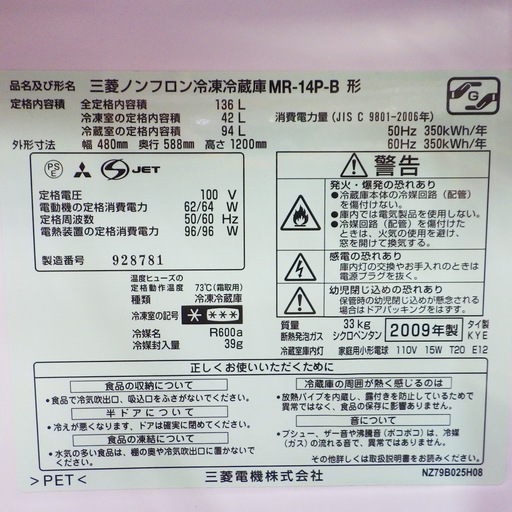 品名及び形名 三菱ノンフロン冷凍冷蔵庫 MR-14P-B 形
定格内容積 全定格内容積 136 L
冷凍室の定格内容積 42 L
冷蔵室の定格内容積 94 L
外形寸法 幅 480mm 奥行 588mm 高さ 1200mm
G
消費電力量 (JIS C 9801-2006年)
50Hz 350kWh/年
60Hz 350kWh/年
PS E JET
定格電圧 100 V
電動機の定格消費電力 62/64 W
定格周波数 50/60 Hz
電熱装置の定格消費電力 96/96 W
製造番号 928781
温度ヒューズの
定格動作温度 73℃(霜取用)
種類 冷凍冷蔵庫
冷凍室の記号
冷媒名 R600a
冷媒封入量 39g
警告
発火・爆発の恐れあり
●冷蔵庫本体の冷媒回路(配管)
を傷付けない。
●庫内では電気製品を使用しない。
●冷媒回路(配管)を傷付けた
ときは、火気の使用を避け、
窓を開けて換気。
感電の恐れあり
庫内灯の交換やお手入れのときは
電源プラグを抜く。
幼児閉じ込めの恐れあり
保管時の幼児閉じ込めが懸念され
る場合はドアパッキングをはずす。
質量 33kg
断熱発泡ガス シクロペンタン
2009年製
タイ製
KYE
冷蔵室庫内灯 家庭用小形電球 110V 15W T20 E12
正しくお使いいただくために
食品の収納について
●食品で冷気吹出口、吸込口をふさがないでください。
半ドアについて
●冷えが悪くなります、ドアは確実に閉めてください。
食品の凍結について
●水気の多い食品は、棚の奥や冷気吹出口に置かない
でください。
冷蔵庫の周囲が熱く感じるのは
●放熱パイプを内蔵し、露付きを防止しているためで
異常ではなく、食品の保存に影響ありません。
音について
●プシュー、ザー音や沸騰音(ボコボコ)は、冷媒
(ガス)の流れる音で、異常ではありません。
その他詳しくは取扱説明書をご覧ください。
>PET<
三菱電機株式会社
NZ79B025H08